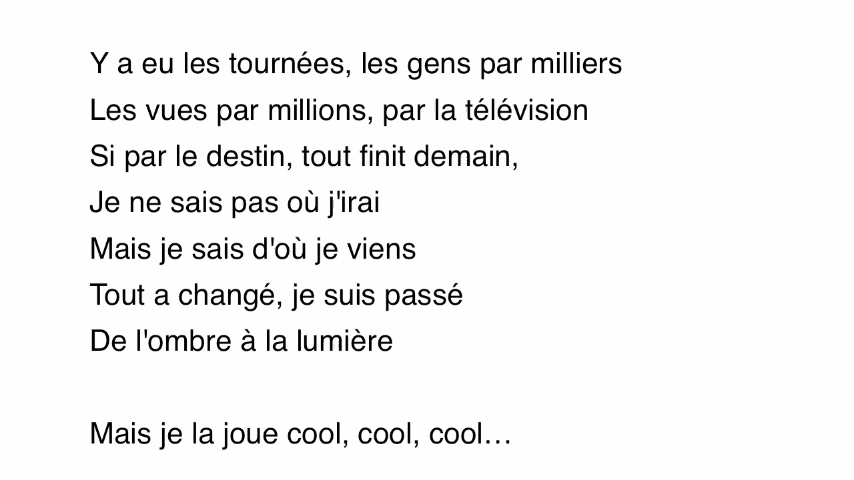 Y a eu les tournées, les gens par milliers
Les vues par millions, par la télévision
Si par le destin, tout finit demain,
Je ne sais pas où j'irai
Mais je sais d'où je viens
Tout a changé, je suis passé
De l'ombre à la lumière
Mais je la joue cool, cool, cool…